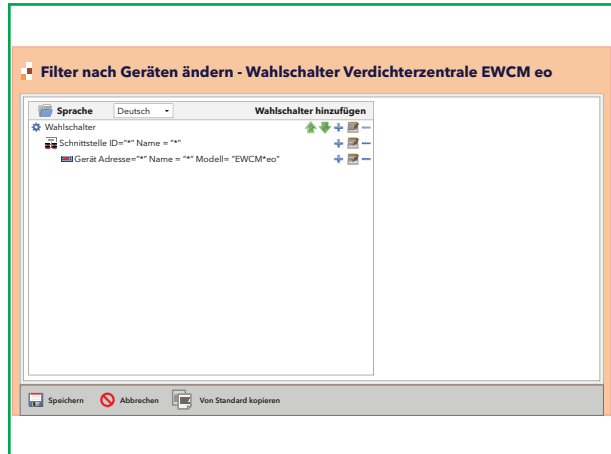 Filter nach Geräten ändern - Wahlschalter Verdichterzentrale EWCM eo
Sprache Deutsch Wahlschalter hinzufügen
Wahlschalter
Schnittstelle ID="*" Name = "*"
Gerät Adresse="*" Name = "*" Modell= "EWCM*eo"
Speichern Abbrechen Von Standard kopieren